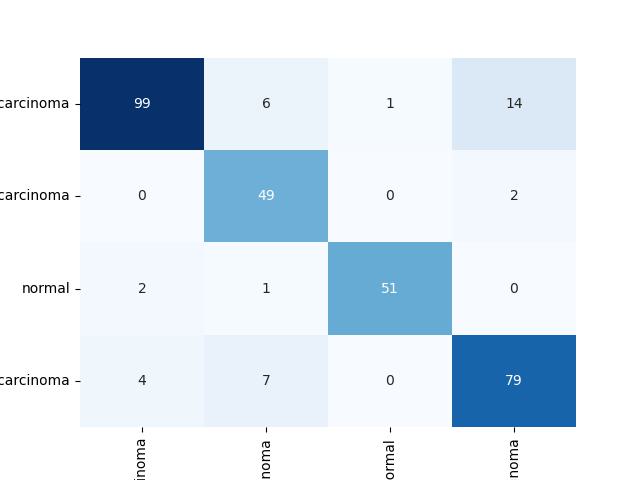 carcinoma 99 6 1 14
carcinoma 0 49 0 2
normal 2 1 51 0
carcinoma 4 7 0 79
inoma noma ormal noma